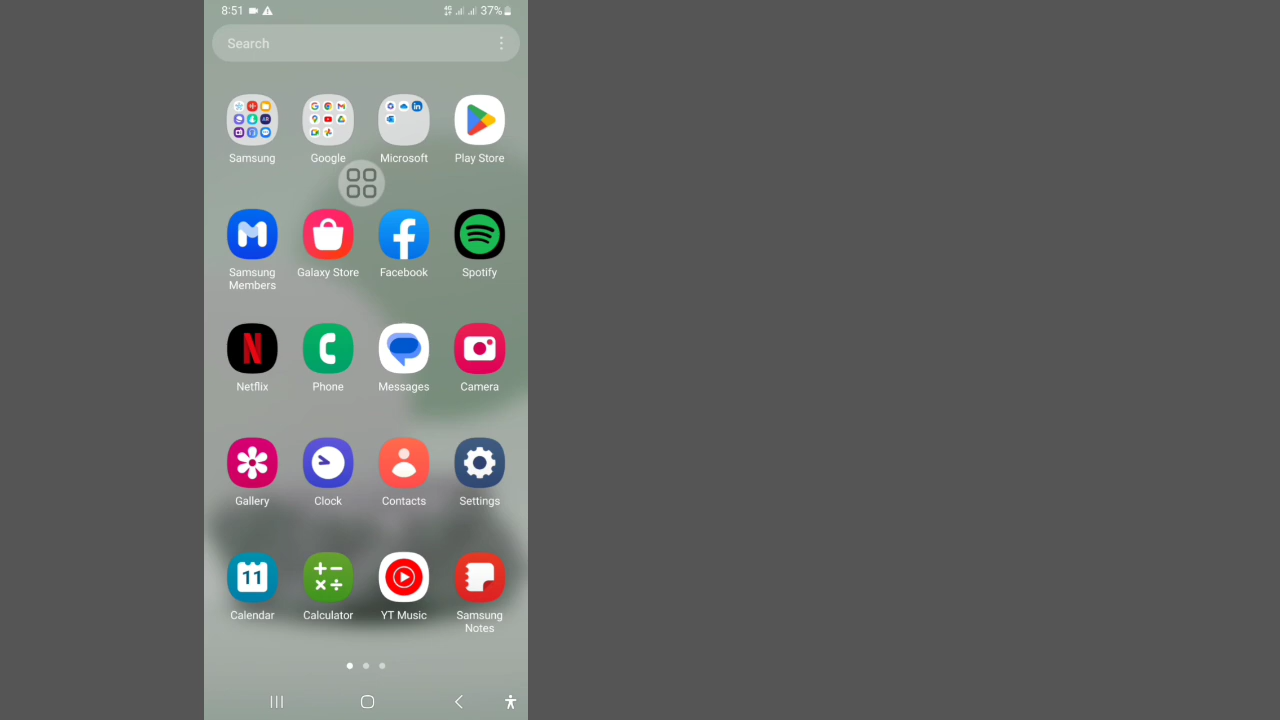 8:51 4G 37%
Search
Samsung Google Microsoft Play Store
Samsung Members Galaxy Store Facebook Spotify
Netflix Phone Messages Camera
Gallery Clock Contacts Settings
11
Calendar Calculator YT Music Samsung Notes